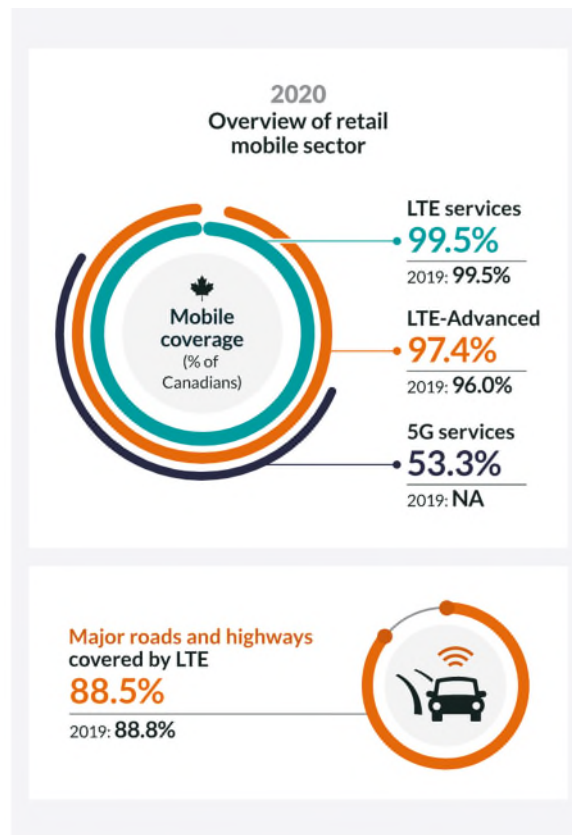 2020
Overview of retail
mobile sector
Mobile
coverage
(% of
Canadians)
LTE services
99.5%
2019: 99.5%
LTE-Advanced
97.4%
2019: 96.0%
5G services
53.3%
2019: NA
Major roads and highways
covered by LTE
88.5%
2019: 88.8%